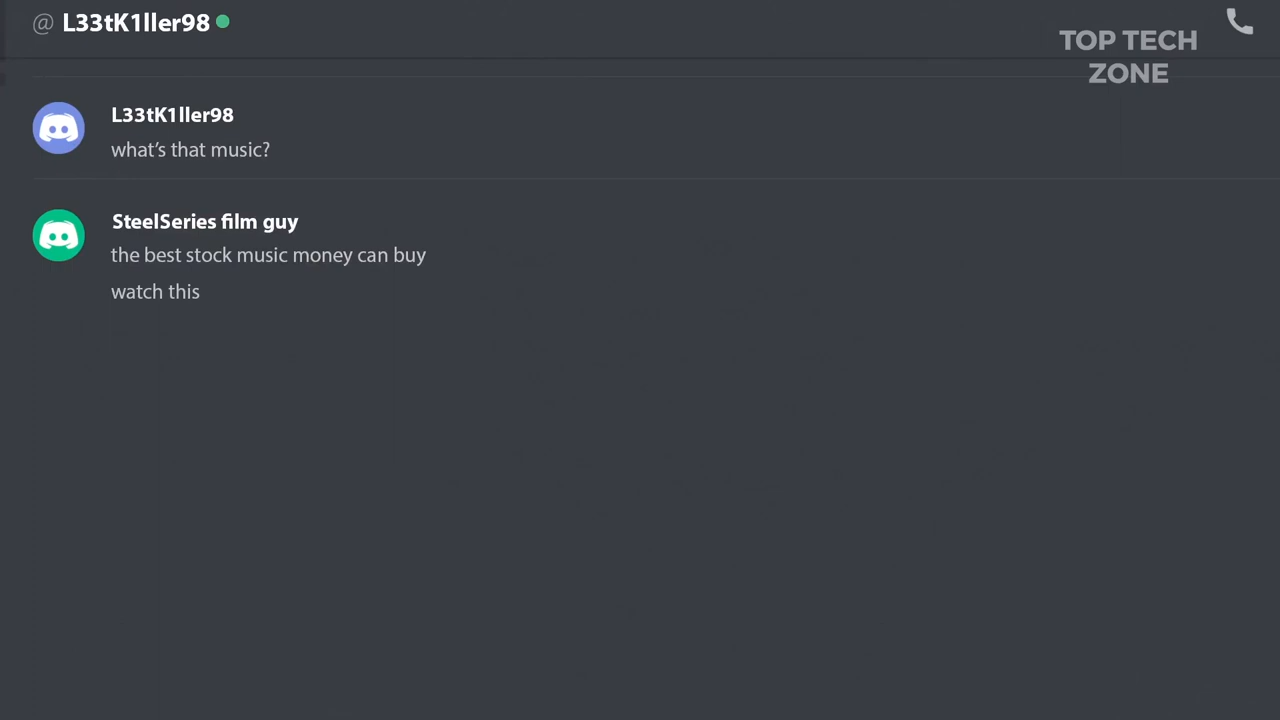 @ L33tK1ller98
TOP TECH
ZONE
L33tK1ller98
what's that music?
SteelSeries film guy
the best stock music money can buy
watch this